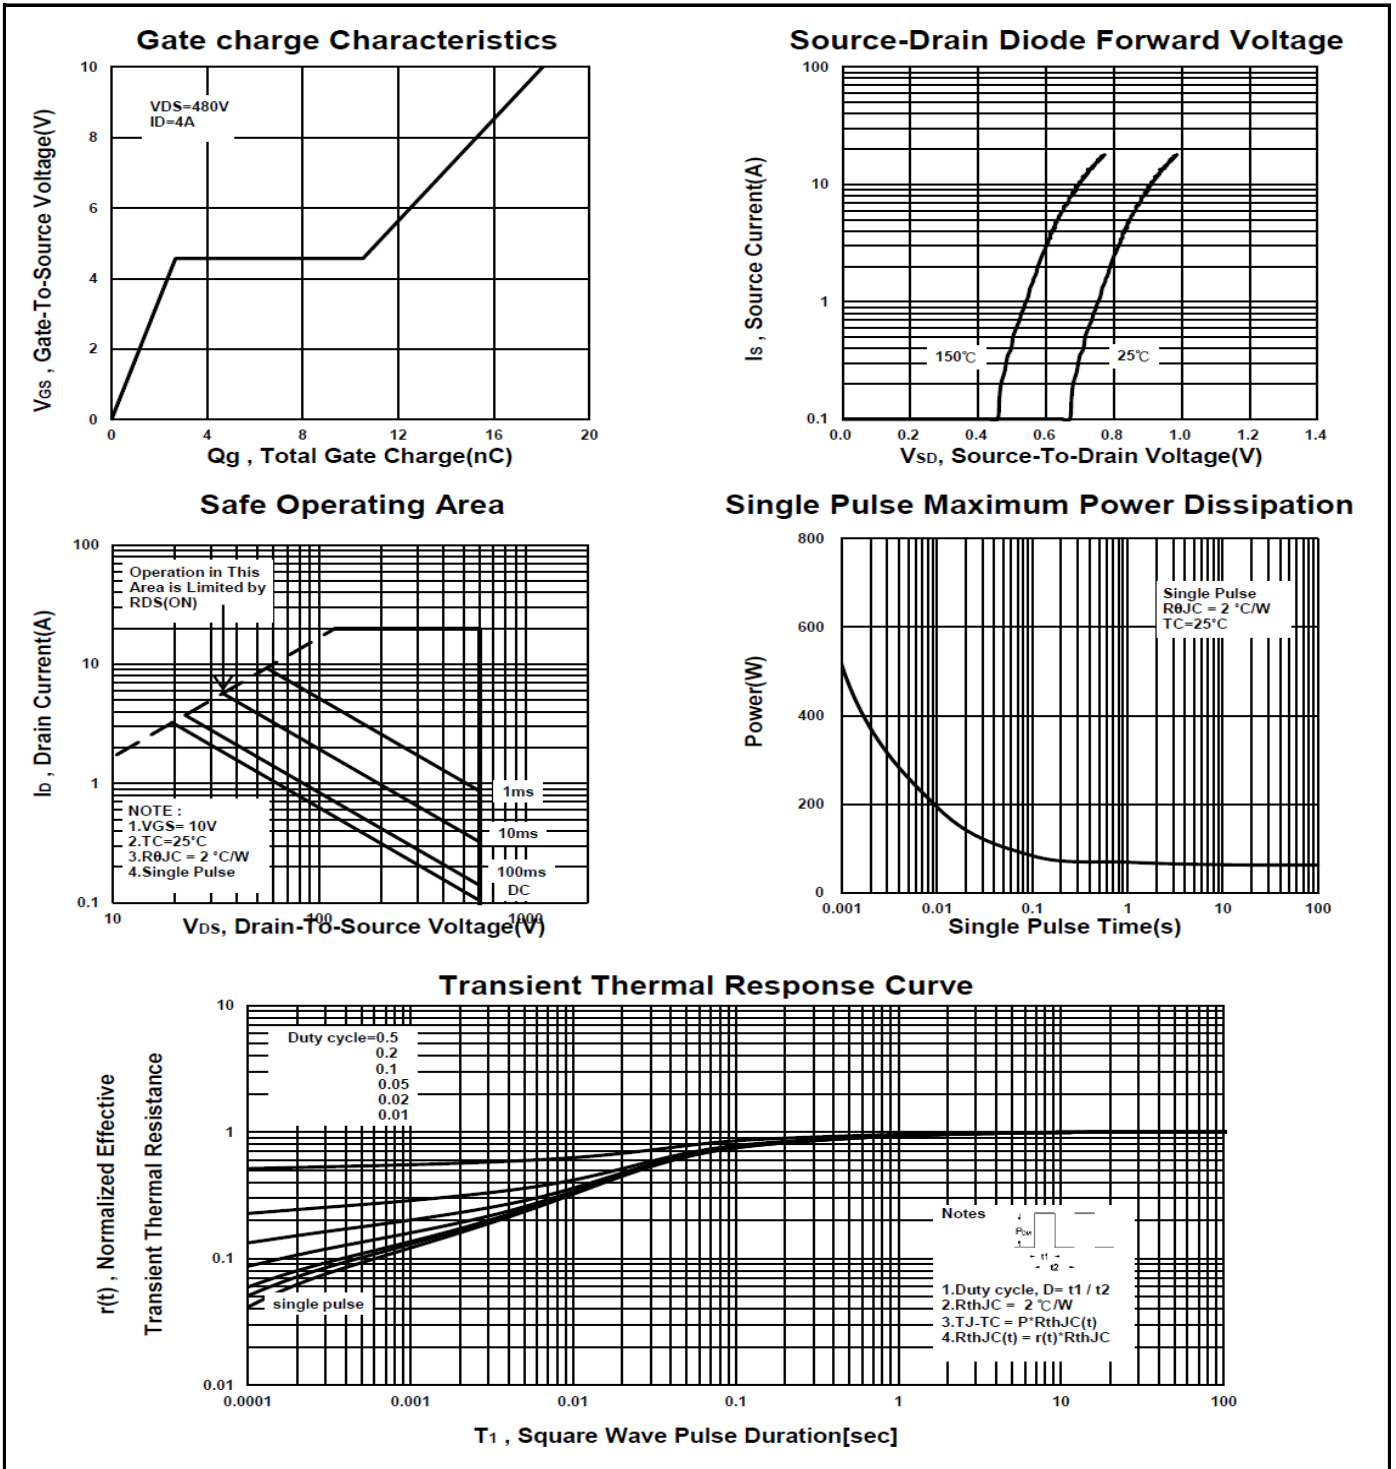 Gate charge Characteristics
VGS , Gate-To-Source Voltage(V)
10
8
6
4
2
0
VDS=480V
ID=4A
0 4 8 12 16 20
Qg , Total Gate Charge(nC)
Source-Drain Diode Forward Voltage
IS , Source Current(A)
100
10
1
0.1
150℃
25℃
0.0 0.2 0.4 0.6 0.8 1.0 1.2 1.4
VSD, Source-To-Drain Voltage(V)
Safe Operating Area
ID , Drain Current(A)
100
10
1
0.1
Operation in This
Area is Limited by
RDS(ON)
NOTE :
1.VGS= 10V
2.TC=25°C
3.RθJC = 2 °C/W
4.Single Pulse
1ms
10ms
100ms
DC
10 100 1000
VDS, Drain-To-Source Voltage(V)
Single Pulse Maximum Power Dissipation
Power(W)
800
600
400
200
0
Single Pulse
RθJC = 2 °C/W
TC=25°C
0.001 0.01 0.1 1 10 100
Single Pulse Time(s)
Transient Thermal Response Curve
r(t) , Normalized Effective
Transient Thermal Resistance
10
1
0.1
0.01
Duty cycle=0.5
0.2
0.1
0.05
0.02
0.01
single pulse
Notes
PDM
t1
t2
1.Duty cycle, D= t1 / t2
2.RthJC = 2 ℃/W
3.TJ-TC = P*RthJC(t)
4.RthJC(t) = r(t)*RthJC
0.0001 0.001 0.01 0.1 1 10 100
T1 , Square Wave Pulse Duration[sec]